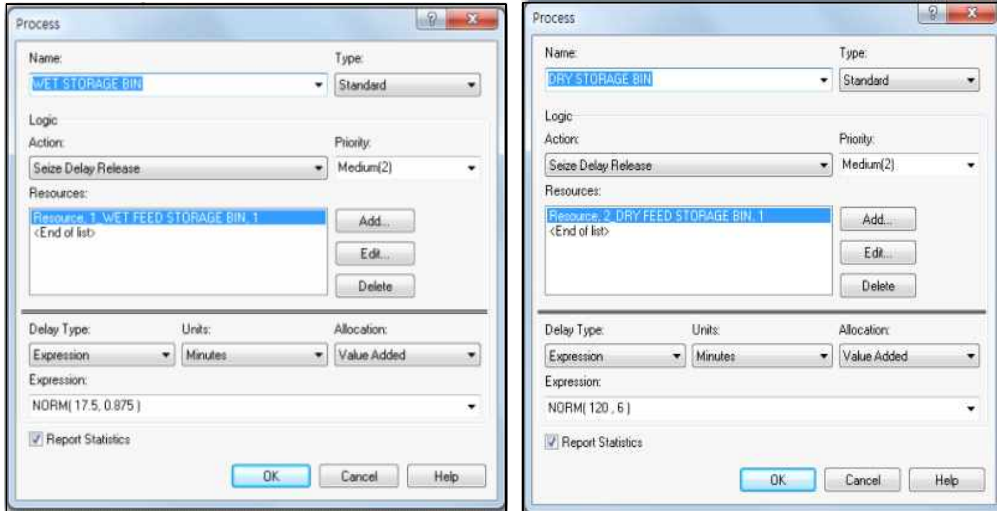 Process
Name:
Type:
WET STORAGE BIN
Standard
Logic
Action:
Priority:
Seize Delay Release
Medium(2)
Resources:
Resource, 1_WET FEED STORAGE BIN, 1
<End of list>
Add...
Edit...
Delete
Delay Type:
Units:
Allocation:
Expression
Minutes
Value Added
Expression:
NORM( 17.5, 0.875 )
Report Statistics
OK
Cancel
Help
Process
Name:
Type:
DRY STORAGE BIN
Standard
Logic
Action:
Priority:
Seize Delay Release
Medium(2)
Resources:
Resource, 2_DRY FEED STORAGE BIN, 1
<End of list>
Add...
Edit...
Delete
Delay Type:
Units:
Allocation:
Expression
Minutes
Value Added
Expression:
NORM( 120 , 6 )
Report Statistics
OK
Cancel
Help